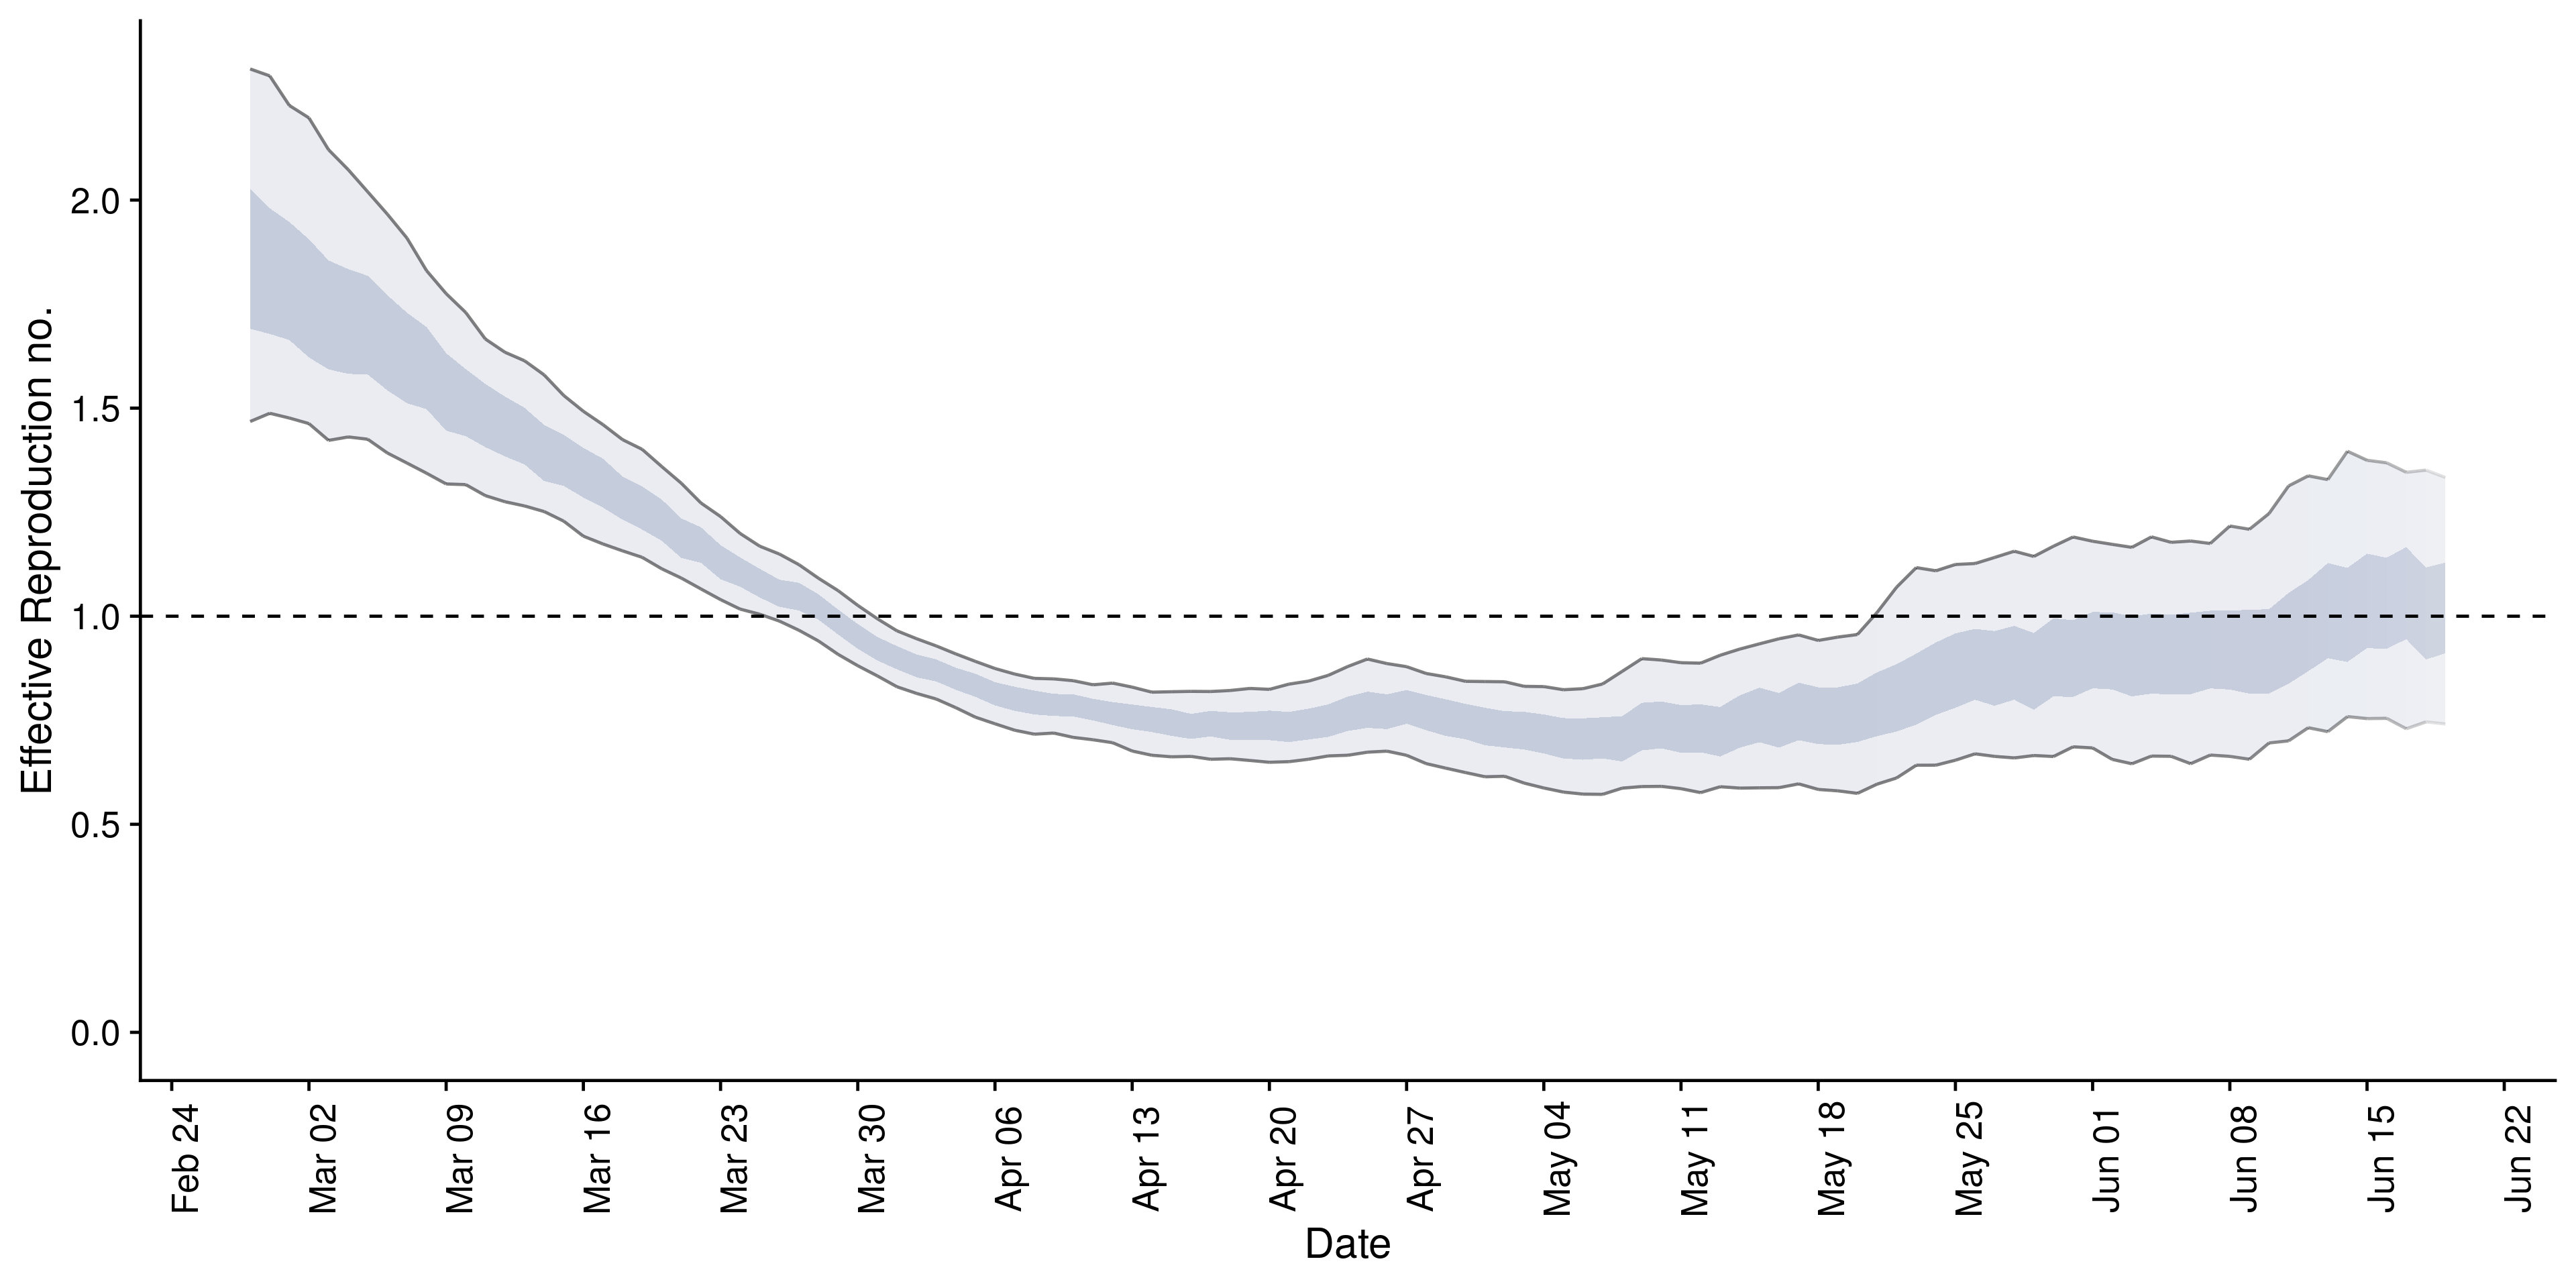 Effective Reproduction no.
2.0
1.5
1.0
0.5
0.0
Feb 24
Mar 02
Mar 09
Mar 16
Mar 23
Mar 30
Apr 06
Apr 13
Apr 20
Apr 27
May 04
May 11
May 18
May 25
Jun 01
Jun 08
Jun 15
Jun 22
Date